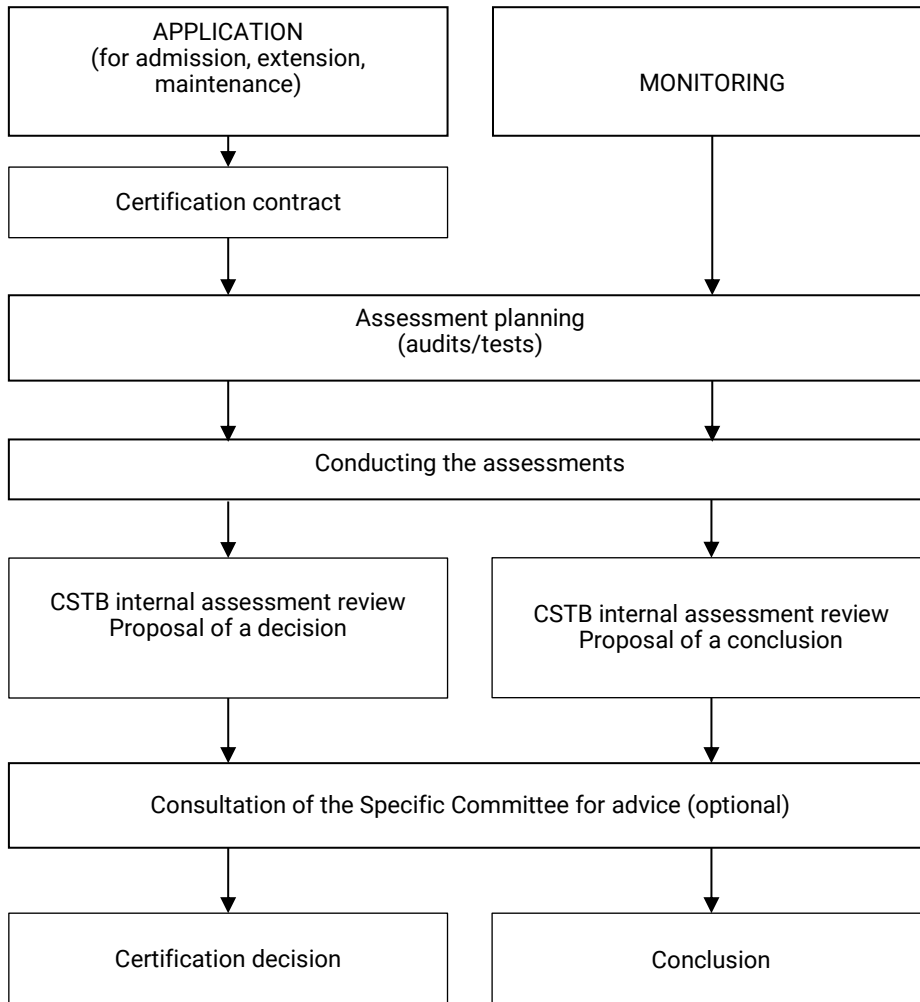 APPLICATION
(for admission, extension,
maintenance)
MONITORING
Certification contract
Assessment planning
(audits/tests)
Conducting the assessments
CSTB internal assessment review
Proposal of a decision
CSTB internal assessment review
Proposal of a conclusion
Consultation of the Specific Committee for advice (optional)
Certification decision
Conclusion